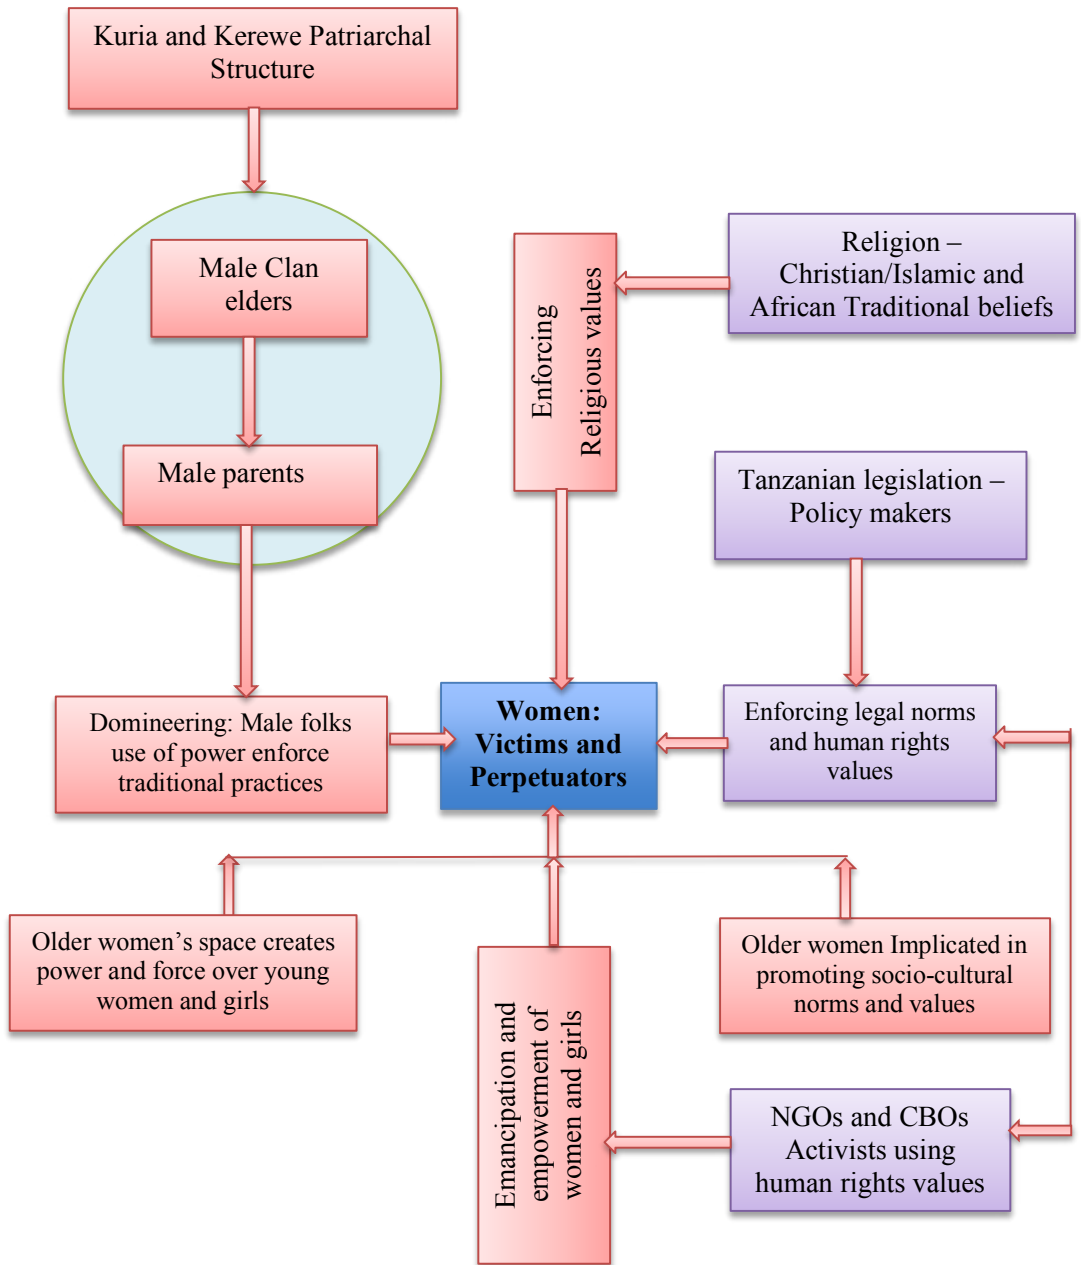 Kuria and Kerewe Patriarchal
Structure
Male Clan
elders
Male parents
Enforcing
Religious values
Religion –
Christian/Islamic and
African Traditional beliefs
Tanzanian legislation –
Policy makers
Domineering: Male folks
use of power enforce
traditional practices
Women:
Victims and
Perpetuators
Enforcing legal norms
and human rights
values
Older women’s space creates
power and force over young
women and girls
Emancipation and
empowerment of
women and girls
Older women Implicated in
promoting socio-cultural
norms and values
NGOs and CBOs
Activists using
human rights values